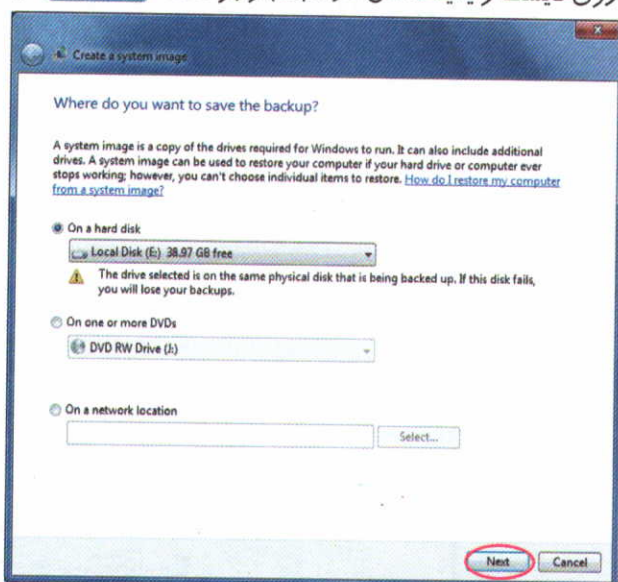 Create a system image
Where do you want to save the backup?
A system image is a copy of the drives required for Windows to run. It can also include additional
drives. A system image can be used to restore your computer if your hard drive or computer ever
stops working; however, you can't choose individual items to restore. How do I restore my computer
from a system image?
On a hard disk
Local Disk (E:) 38.97 GB free
The drive selected is on the same physical disk that is being backed up. If this disk fails,
you will lose your backups.
On one or more DVDs
DVD RW Drive (J:)
On a network location
Select...
Next
Cancel